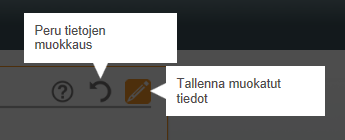 Peru tietojen
muokkaus
Tallenna muokatut
tiedot